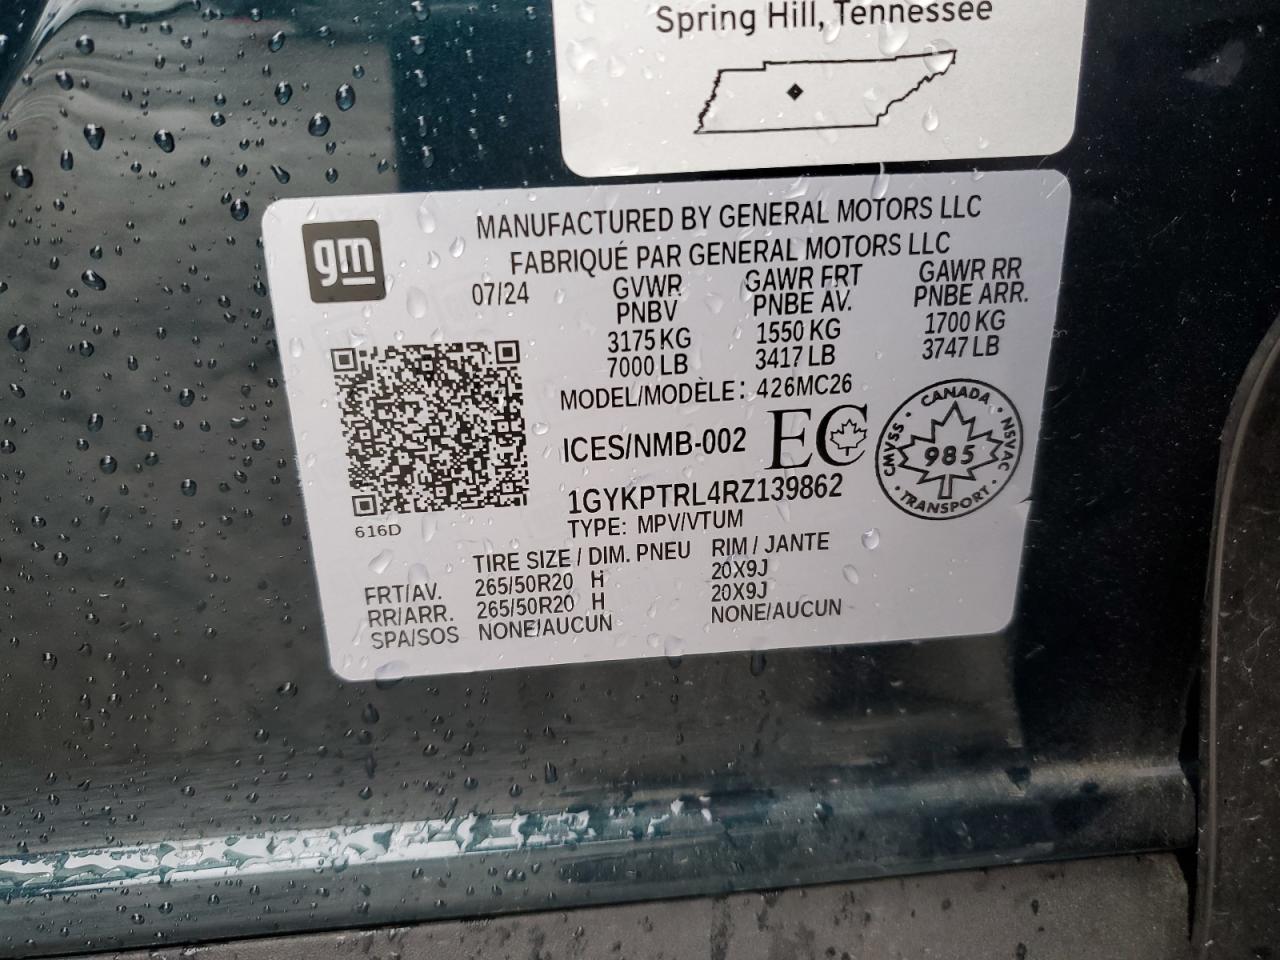 Spring Hill, Tennessee
gm
MANUFACTURED BY GENERAL MOTORS LLC
FABRIQUÉ PAR GENERAL MOTORS LLC
07/24
GVWR GAWR FRT GAWR RR
PNBV PNBE AV. PNBE ARR.
3175 KG 1550 KG 1700 KG
7000 LB 3417 LB 3747 LB
MODEL/MODÈLE: 426MC26
ICES/NMB-002 EC
CANADA · NSVAC · TRANSPORT · CMVSS ·
985
1GYKPTRL4RZ139862
616D
TYPE: MPV/VTUM
TIRE SIZE / DIM. PNEU RIM / JANTE
FRT/AV. 265/50R20 H 20X9J
RR/ARR. 265/50R20 H 20X9J
SPA/SOS NONE/AUCUN NONE/AUCUN